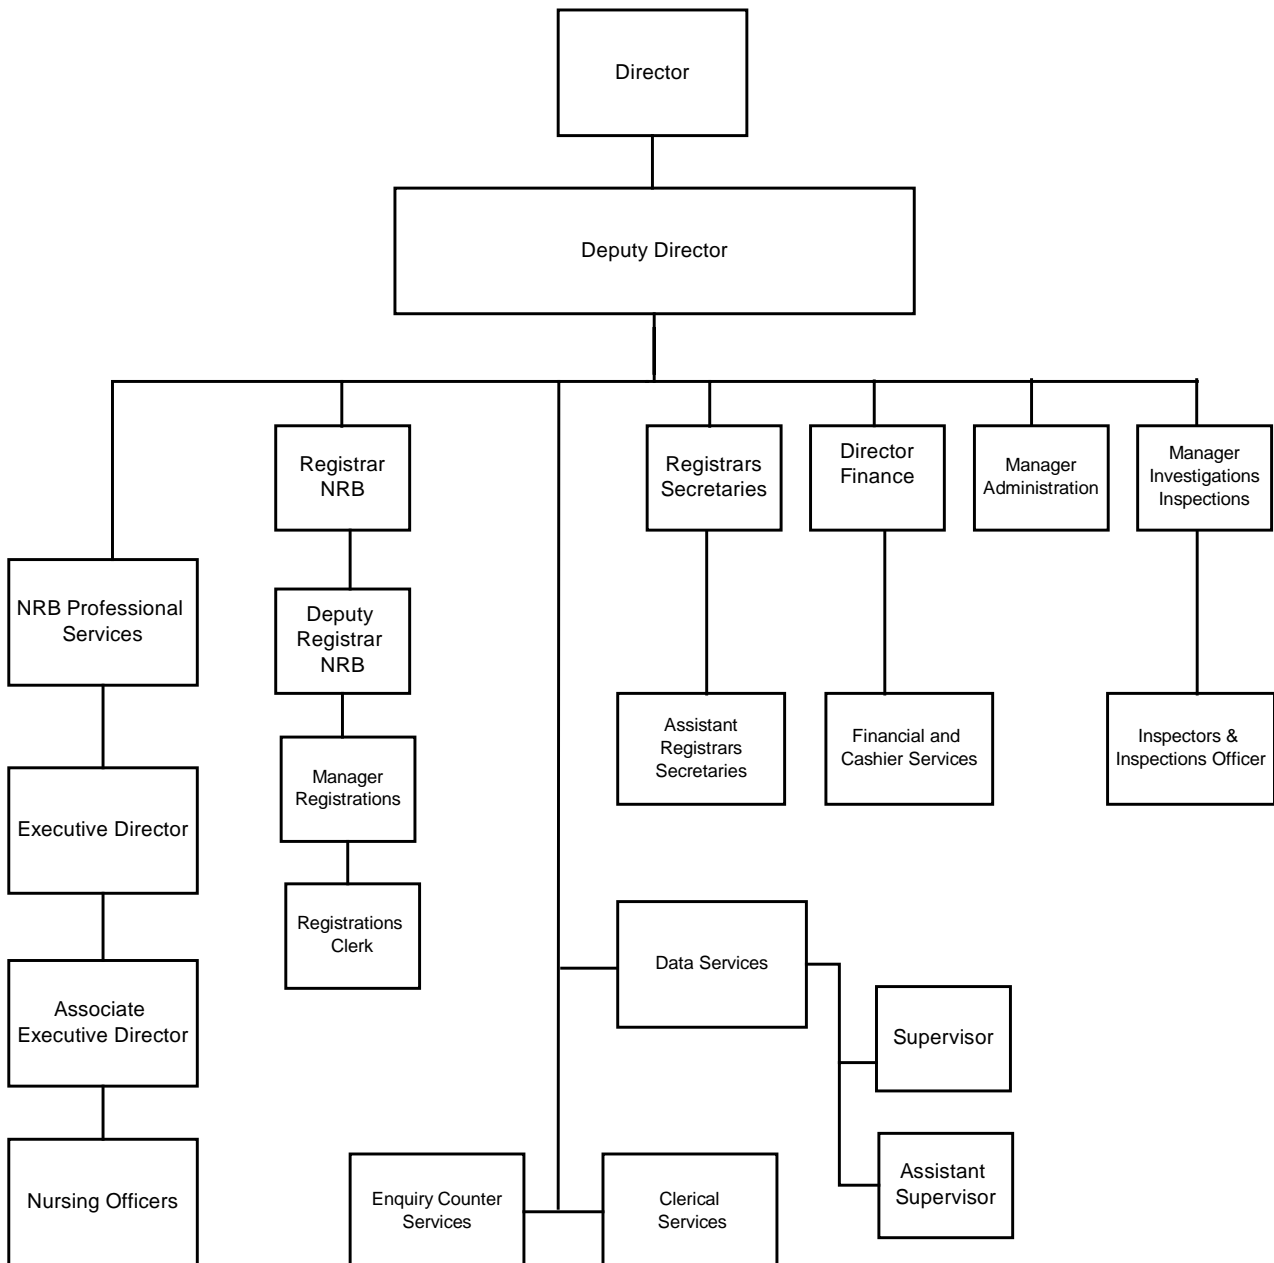 Director
Deputy Director
Registrar
NRB
Registrars
Secretaries
Director
Finance
Manager
Administration
Manager
Investigations
Inspections
NRB Professional
Services
Deputy
Registrar
NRB
Assistant
Registrars
Secretaries
Financial and
Cashier Services
Inspectors &
Inspections Officer
Manager
Registrations
Executive Director
Registrations
Clerk
Data Services
Associate
Executive Director
Supervisor
Nursing Officers
Enquiry Counter
Services
Clerical
Services
Assistant
Supervisor